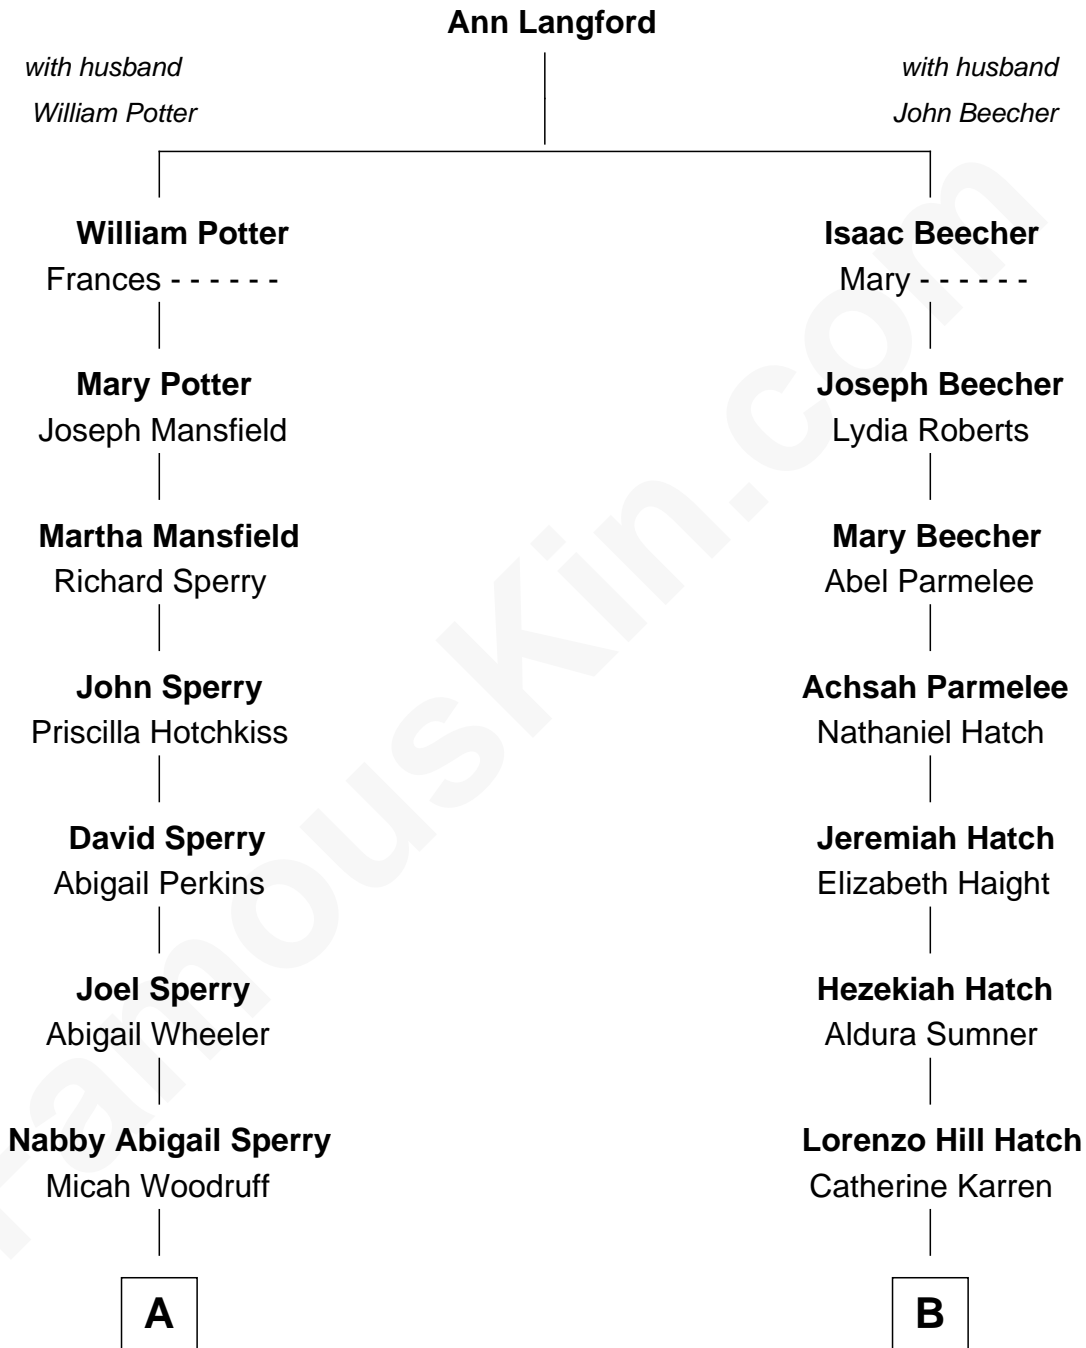 Ann Langford
with husband
William Potter
with husband
John Beecher
William Potter
Frances - - - - - -
Isaac Beecher
Mary - - - - - -
Mary Potter
Joseph Mansfield
Joseph Beecher
Lydia Roberts
Martha Mansfield
Richard Sperry
Mary Beecher
Abel Parmelee
John Sperry
Priscilla Hotchkiss
Achsah Parmelee
Nathaniel Hatch
David Sperry
Abigail Perkins
Jeremiah Hatch
Elizabeth Haight
Joel Sperry
Abigail Wheeler
Hezekiah Hatch
Aldura Sumner
Nabby Abigail Sperry
Micah Woodruff
Lorenzo Hill Hatch
Catherine Karren
A
B
FamousKin.com